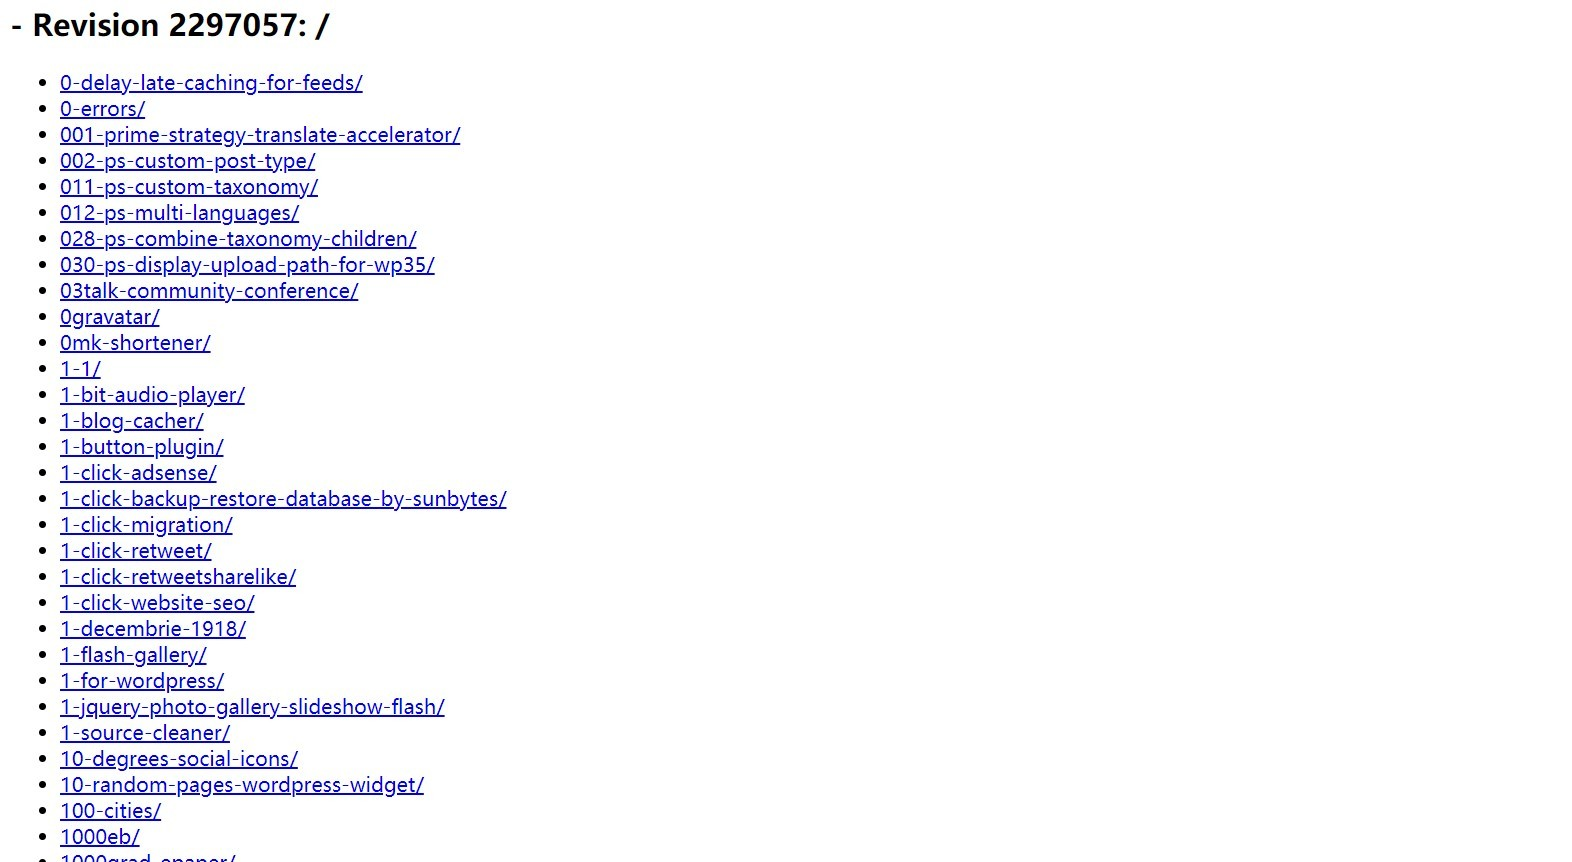 - Revision 2297057: /
0-delay-late-caching-for-feeds/
0-errors/
001-prime-strategy-translate-accelerator/
002-ps-custom-post-type/
011-ps-custom-taxonomy/
012-ps-multi-languages/
028-ps-combine-taxonomy-children/
030-ps-display-upload-path-for-wp35/
03talk-community-conference/
0gravatar/
0mk-shortener/
1-1/
1-bit-audio-player/
1-blog-cacher/
1-button-plugin/
1-click-adsense/
1-click-backup-restore-database-by-sunbytes/
1-click-migration/
1-click-retweet/
1-click-retweetsharelike/
1-click-website-seo/
1-decembrie-1918/
1-flash-gallery/
1-for-wordpress/
1-jquery-photo-gallery-slideshow-flash/
1-source-cleaner/
10-degrees-social-icons/
10-random-pages-wordpress-widget/
100-cities/
1000eb/
1000grad-epaper/